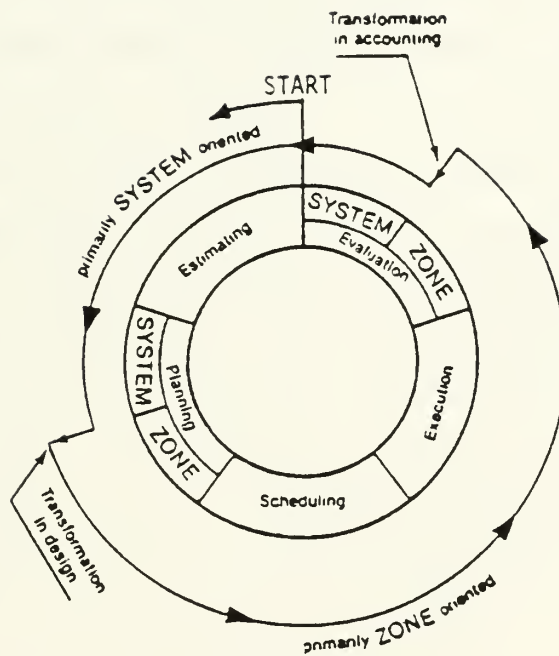 Transformation
in accounting
START
primarily SYSTEM oriented
SYSTEM
ZONE
Evaluation
Estimating
SYSTEM
ZONE
Planning
Execution
Scheduling
Transformation
in design
primarily ZONE oriented